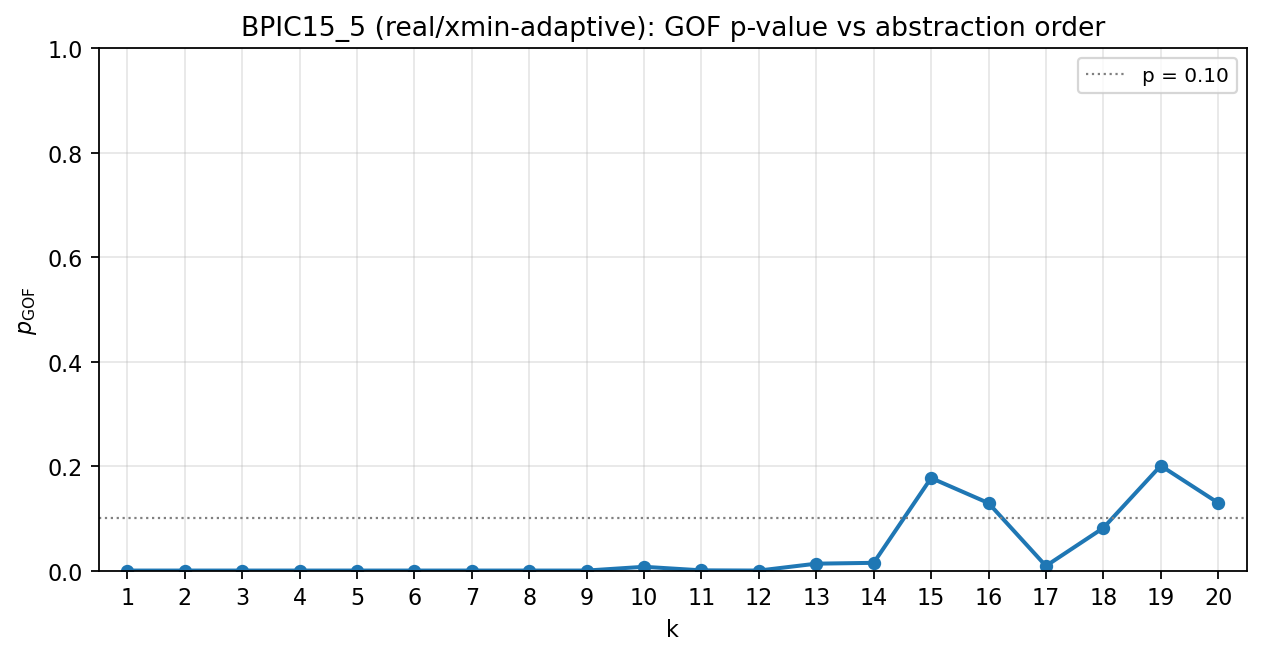 BPIC15_5 (real/xmin-adaptive): GOF p-value vs abstraction order
p = 0.10
1.0
0.8
0.6
0.4
0.2
0.0
pGOF
1 2 3 4 5 6 7 8 9 10 11 12 13 14 15 16 17 18 19 20
k